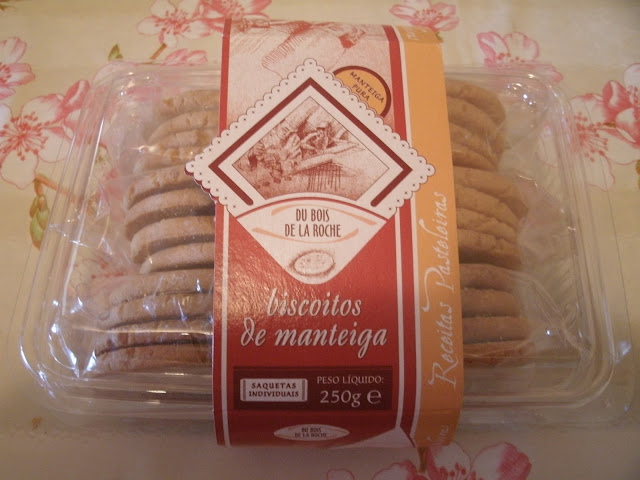 MANTEIGA
PURA
DU BOIS
DE LA ROCHE
biscoitos
de manteiga
SAQUETAS
INDIVIDUAIS
PESO LÍQUIDO:
250g e
DU BOIS
DE LA ROCHE
Receitas Pasteleiras